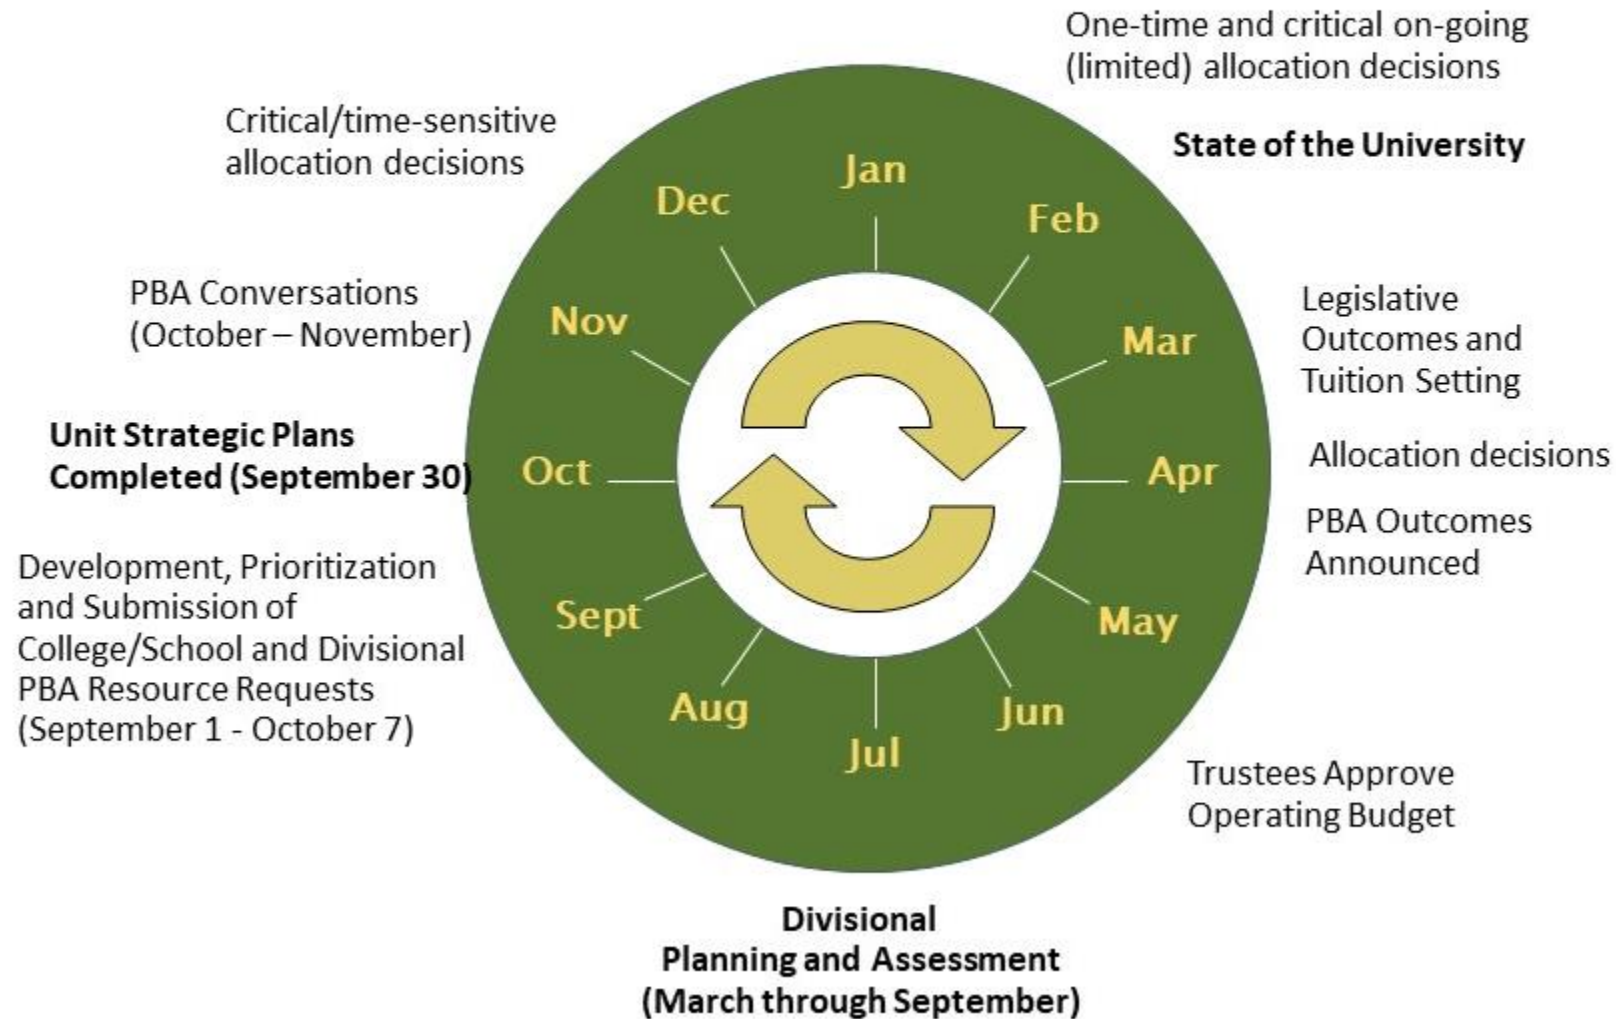 One-time and critical on-going
(limited) allocation decisions
State of the University
Critical/time-sensitive
allocation decisions
Jan
Feb
Mar
Apr
May
Jun
Jul
Aug
Sept
Oct
Nov
Dec
Legislative
Outcomes and
Tuition Setting
Allocation decisions
PBA Outcomes
Announced
Trustees Approve
Operating Budget
Divisional
Planning and Assessment
(March through September)
Development, Prioritization
and Submission of
College/School and Divisional
PBA Resource Requests
(September 1 - October 7)
Unit Strategic Plans
Completed (September 30)
PBA Conversations
(October – November)